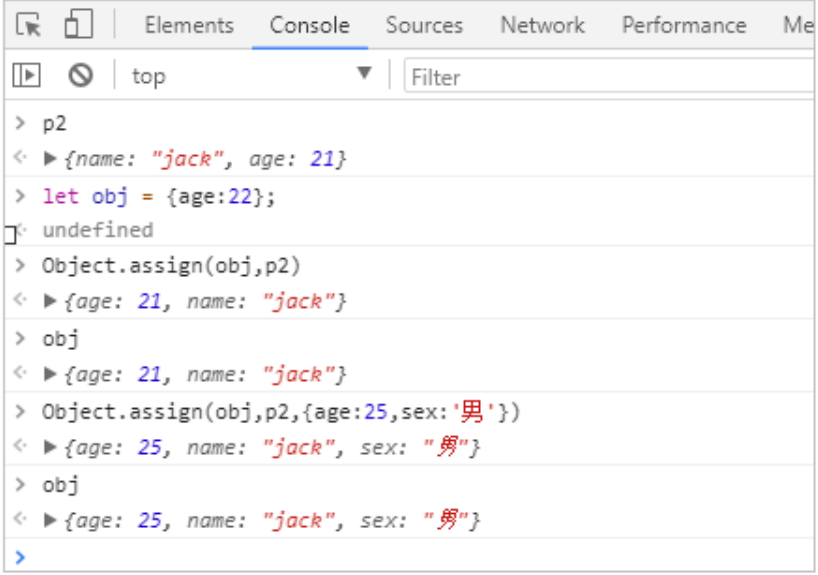 Elements Console Sources Network Performance Me
top ▼ Filter
> p2
<· ▶{name: "jack", age: 21}
> let obj = {age:22};
<· undefined
> Object.assign(obj,p2)
<· ▶{age: 21, name: "jack"}
> obj
<· ▶{age: 21, name: "jack"}
> Object.assign(obj,p2,{age:25,sex:'男'})
<· ▶{age: 25, name: "jack", sex: "男"}
> obj
<· ▶{age: 25, name: "jack", sex: "男"}
>